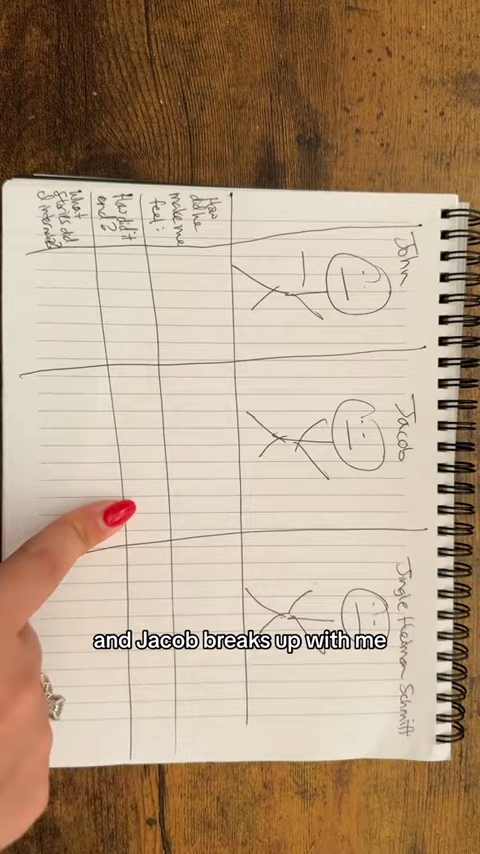 John
Jacob
Jingle Heimer Schmitt
How
did he
make me
feel?
How did it
end?
What
stories did
I internalize?
and Jacob breaks up with me